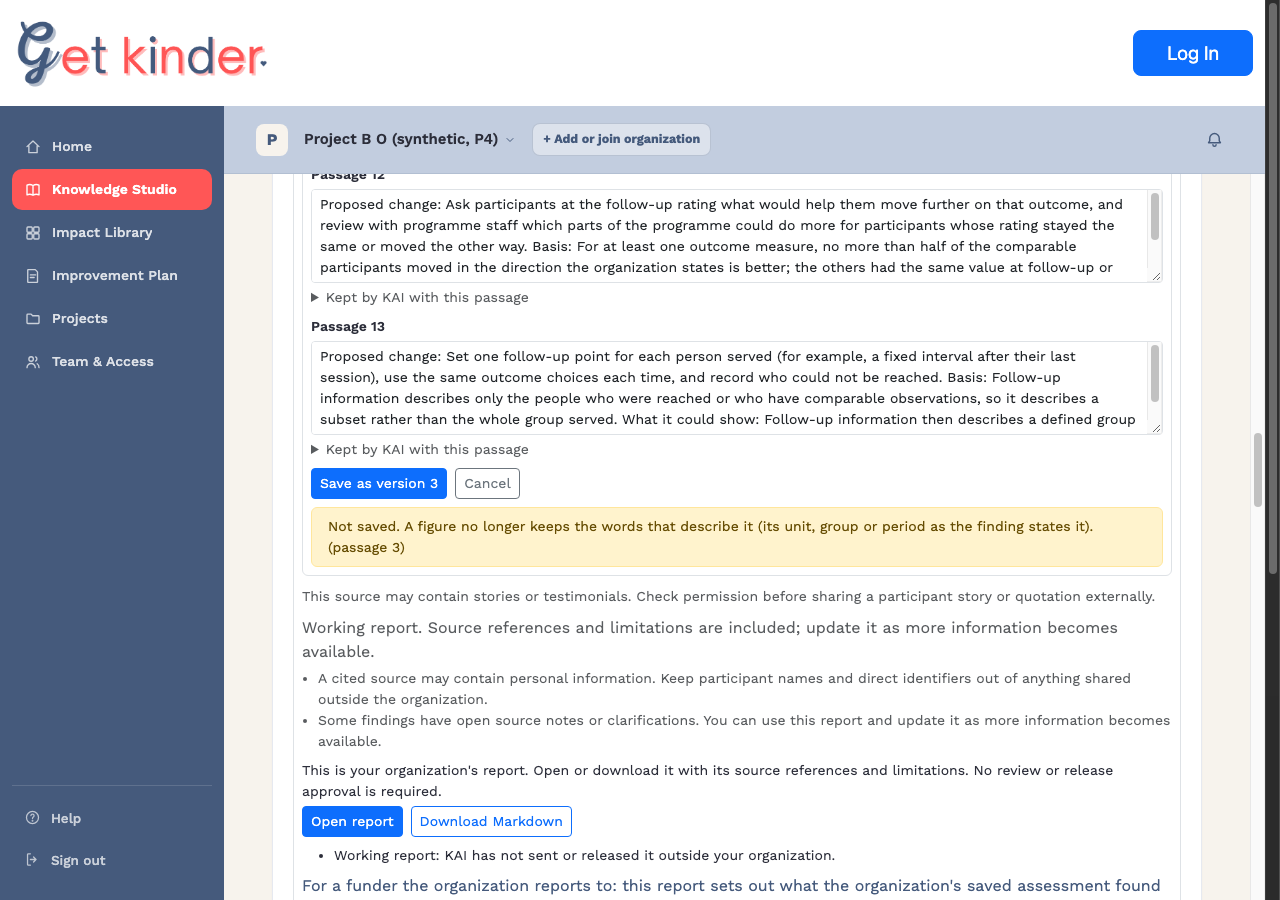 Get kinder
Log In
Home
Knowledge Studio
Impact Library
Improvement Plan
Projects
Team & Access
Help
Sign out
P
Project B O (synthetic, P4)
+ Add or join organization
Passage 12
Proposed change: Ask participants at the follow-up rating what would help them move further on that outcome, and
review with programme staff which parts of the programme could do more for participants whose rating stayed the
same or moved the other way. Basis: For at least one outcome measure, no more than half of the comparable
participants moved in the direction the organization states is better; the others had the same value at follow-up or
Kept by KAI with this passage
Passage 13
Proposed change: Set one follow-up point for each person served (for example, a fixed interval after their last
session), use the same outcome choices each time, and record who could not be reached. Basis: Follow-up
information describes only the people who were reached or who have comparable observations, so it describes a
subset rather than the whole group served. What it could show: Follow-up information then describes a defined group
Kept by KAI with this passage
Save as version 3
Cancel
Not saved. A figure no longer keeps the words that describe it (its unit, group or period as the finding states it).
(passage 3)
This source may contain stories or testimonials. Check permission before sharing a participant story or quotation externally.
Working report. Source references and limitations are included; update it as more information becomes
available.
• A cited source may contain personal information. Keep participant names and direct identifiers out of anything shared
outside the organization.
• Some findings have open source notes or clarifications. You can use this report and update it as more information becomes
available.
This is your organization's report. Open or download it with its source references and limitations. No review or release
approval is required.
Open report
Download Markdown
• Working report: KAI has not sent or released it outside your organization.
For a funder the organization reports to: this report sets out what the organization's saved assessment found